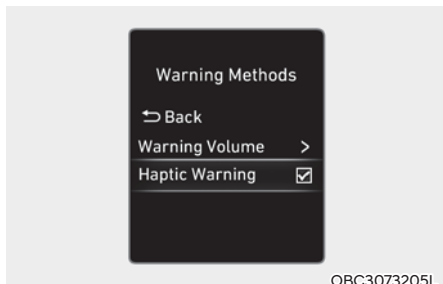 Warning Methods
⮌ Back
Warning Volume >
Haptic Warning ☑
OBC3073205L